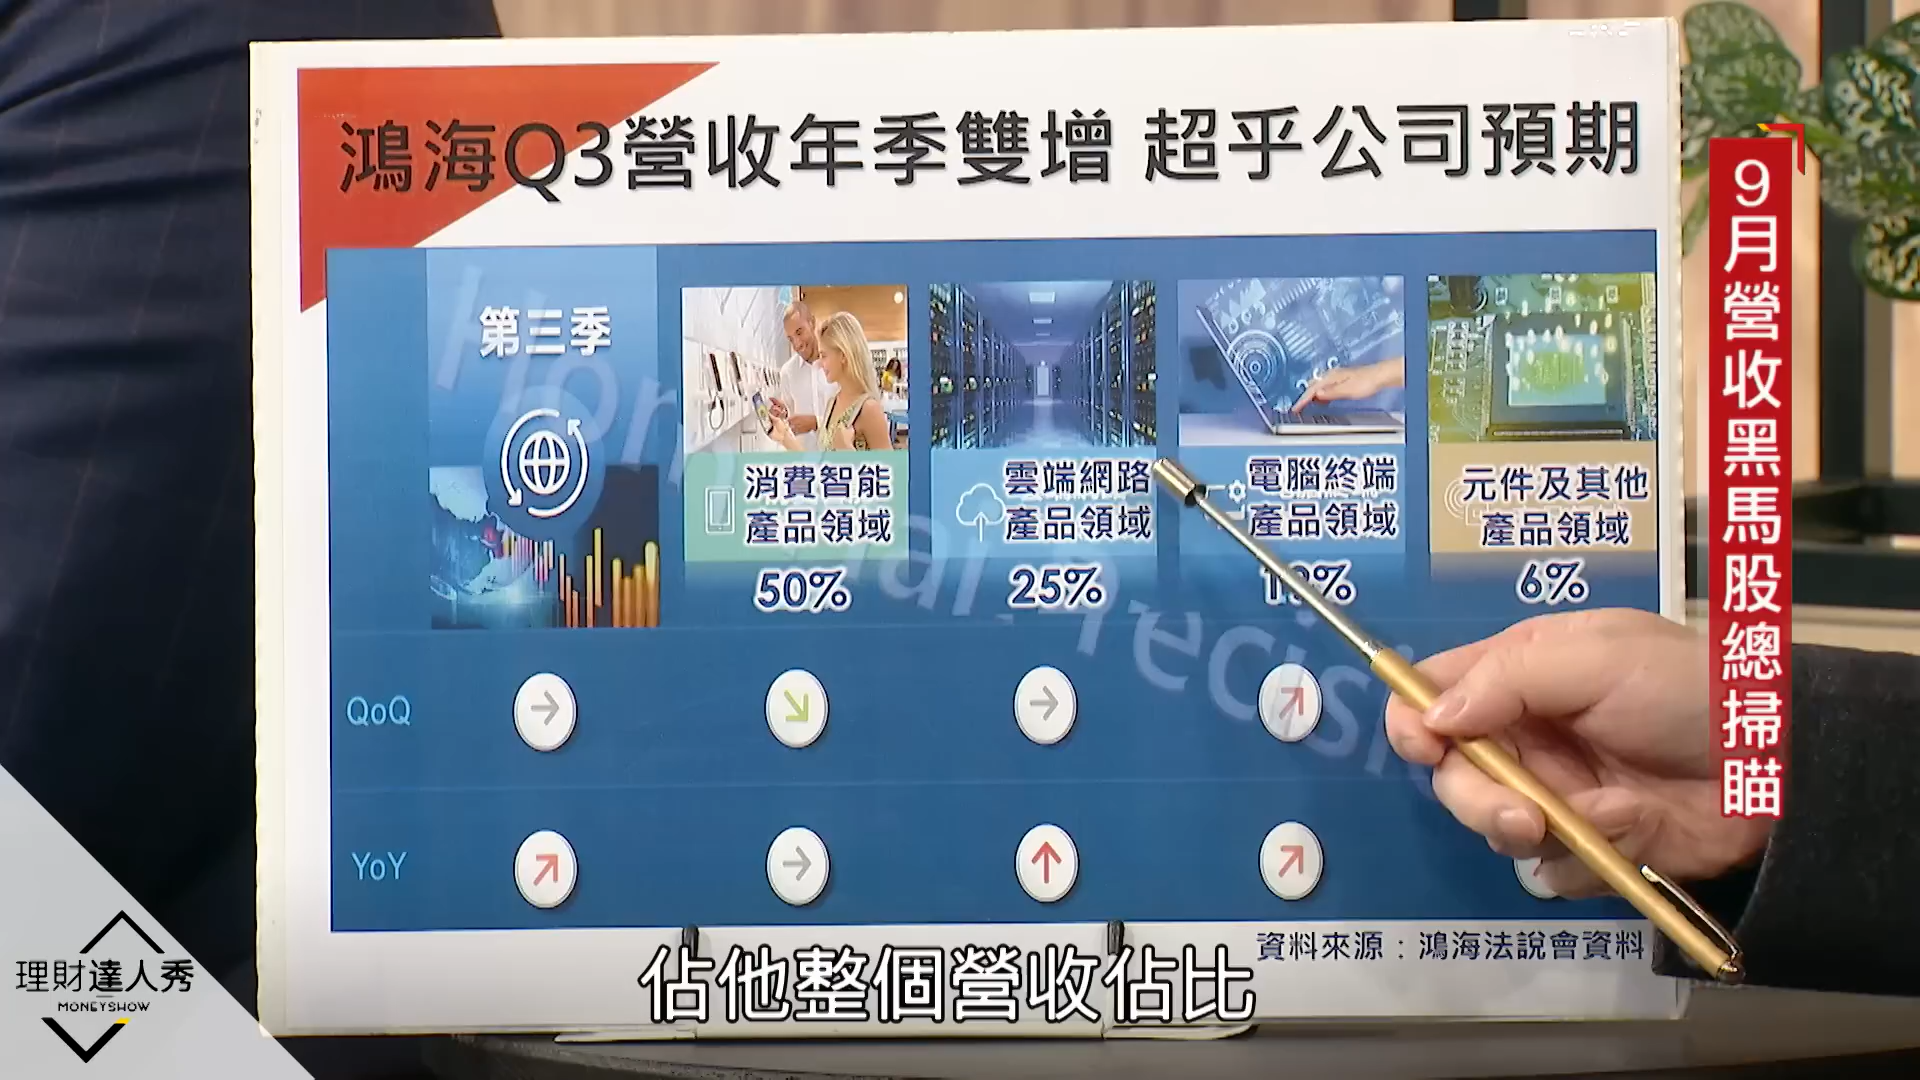 鴻海Q3營收年季雙增 超乎公司預期
第三季
消費智能
產品領域
50%
雲端網路
產品領域
25%
電腦終端
產品領域
元件及其他
產品領域
6%
QoQ
YoY
資料來源：鴻海法說會資料
9月營收黑馬股總掃瞄
佔他整個營收佔比
理財達人秀
MONEYSHOW